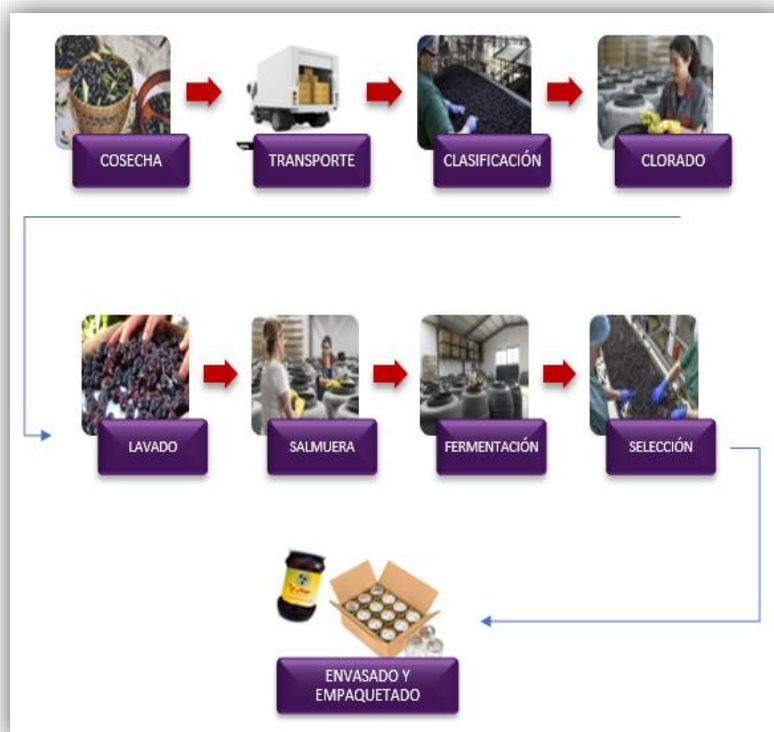 COSECHA
TRANSPORTE
CLASIFICACIÓN
CLORADO
LAVADO
SALMUERA
FERMENTACIÓN
SELECCIÓN
ENVASADO Y
EMPAQUETADO